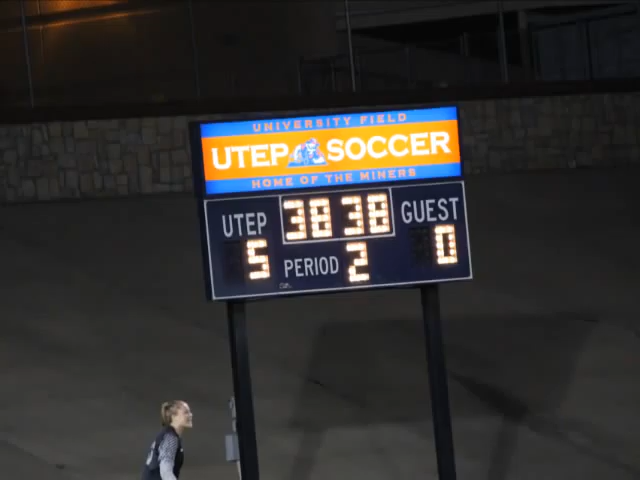 UNIVERSITY FIELD
UTEP SOCCER
HOME OF THE MINERS
UTEP 38 38 GUEST
5 PERIOD 2 0